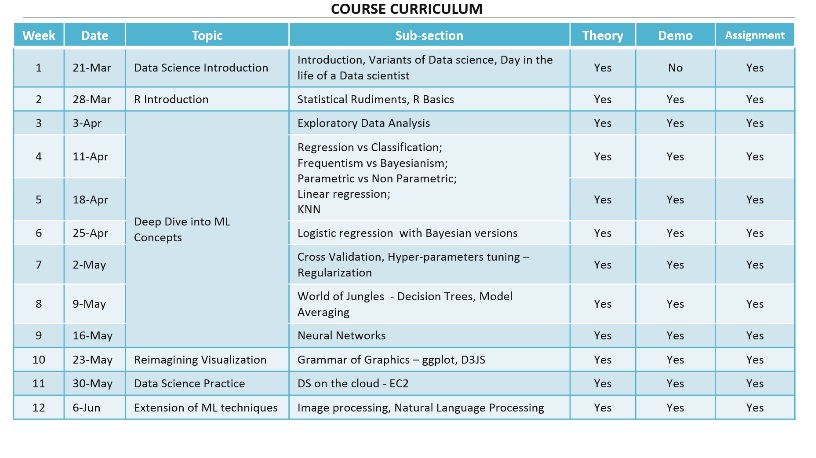 COURSE CURRICULUM
Week Date Topic Sub-section Theory Demo Assignment
1 21-Mar Data Science Introduction Introduction, Variants of Data science, Day in the
life of a Data scientist Yes No Yes
2 28-Mar R Introduction Statistical Rudiments, R Basics Yes Yes Yes
3 3-Apr Exploratory Data Analysis Yes Yes Yes
Deep Dive into ML
Concepts
4 11-Apr Regression vs Classification; Yes Yes Yes
Frequentism vs Bayesianism;
Parametric vs Non Parametric;
5 18-Apr Linear regression; Yes Yes Yes
KNN
6 25-Apr Logistic regression with Bayesian versions Yes Yes Yes
7 2-May Cross Validation, Hyper-parameters tuning –
Regularization Yes Yes Yes
8 9-May World of Jungles - Decision Trees, Model
Averaging Yes Yes Yes
9 16-May Neural Networks Yes Yes Yes
10 23-May Reimagining Visualization Grammar of Graphics – ggplot, D3JS Yes Yes Yes
11 30-May Data Science Practice DS on the cloud - EC2 Yes Yes Yes
12 6-Jun Extension of ML techniques Image processing, Natural Language Processing Yes Yes Yes